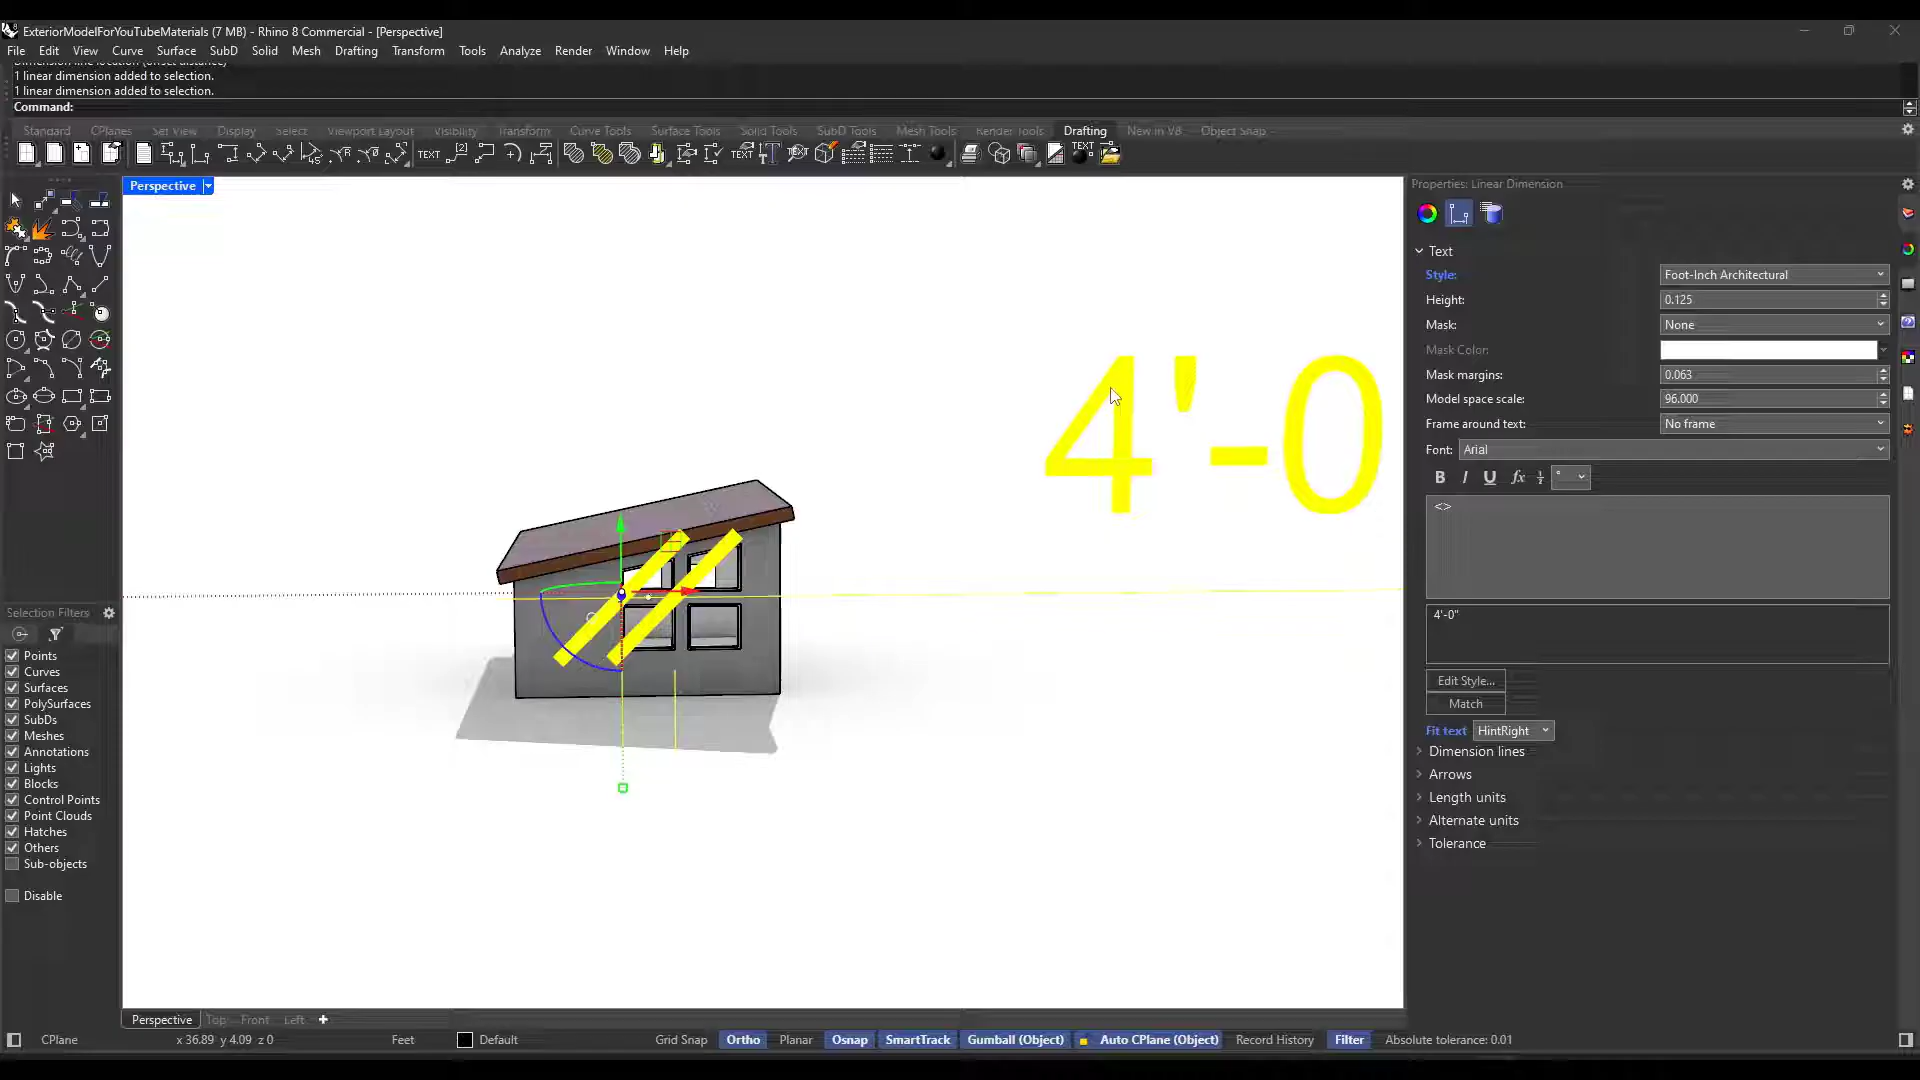 ExteriorModelForYouTubeMaterials (7 MB) - Rhino 8 Commercial - [Perspective]
File Edit View Curve Surface SubD Solid Mesh Drafting Transform Tools Analyze Render Window Help
Dimension line location (offset distance)
1 linear dimension added to selection.
1 linear dimension added to selection.
Command:
Standard CPlanes Set View Display Select Viewport Layout Visibility Transform Curve Tools Surface Tools Solid Tools SubD Tools Mesh Tools Render Tools Drafting New in V8 Object Snap
TEXT TEXT TEXT
Perspective
4'-0
Properties: Linear Dimension
Text
Style: Foot-Inch Architectural
Height: 0.125
Mask: None
Mask Color:
Mask margins: 0.063
Model space scale: 96.000
Frame around text: No frame
Font: Arial
B I U fx °
<>
4'-0"
Edit Style...
Match
Fit text HintRight
Dimension lines
Arrows
Length units
Alternate units
Tolerance
Selection Filters
Points
Curves
Surfaces
PolySurfaces
SubDs
Meshes
Annotations
Lights
Blocks
Control Points
Point Clouds
Hatches
Others
Sub-objects
Disable
Perspective Top Front Left
CPlane x 36.89 y 4.09 z 0 Feet Default Grid Snap Ortho Planar Osnap SmartTrack Gumball (Object) Auto CPlane (Object) Record History Filter Absolute tolerance: 0.01